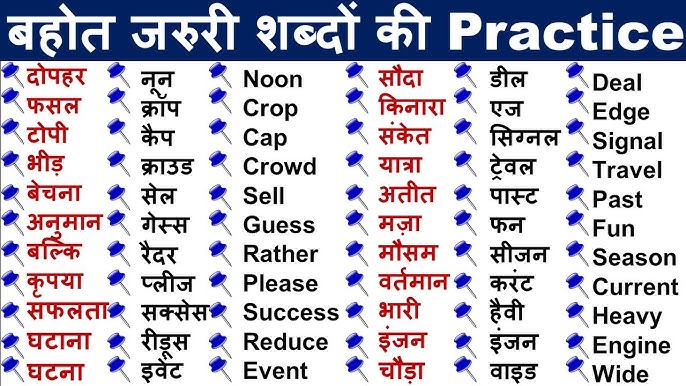 बहोत जरुरी शब्दों की Practice
दोपहर नून Noon सौदा डील Deal
फसल क्रॉप Crop किनारा एज Edge
टोपी कैप Cap संकेत सिग्नल Signal
भीड़ क्राउड Crowd यात्रा ट्रेवल Travel
बेचना सेल Sell अतीत पास्ट Past
अनुमान गेस्स Guess मज़ा फन Fun
बल्कि रैदर Rather मौसम सीजन Season
कृपया प्लीज Please वर्तमान करंट Current
सफलता सक्सेस Success भारी हैवी Heavy
घटाना रीडूस Reduce इंजन इंजन Engine
घटना इवेंट Event चौड़ा वाइड Wide